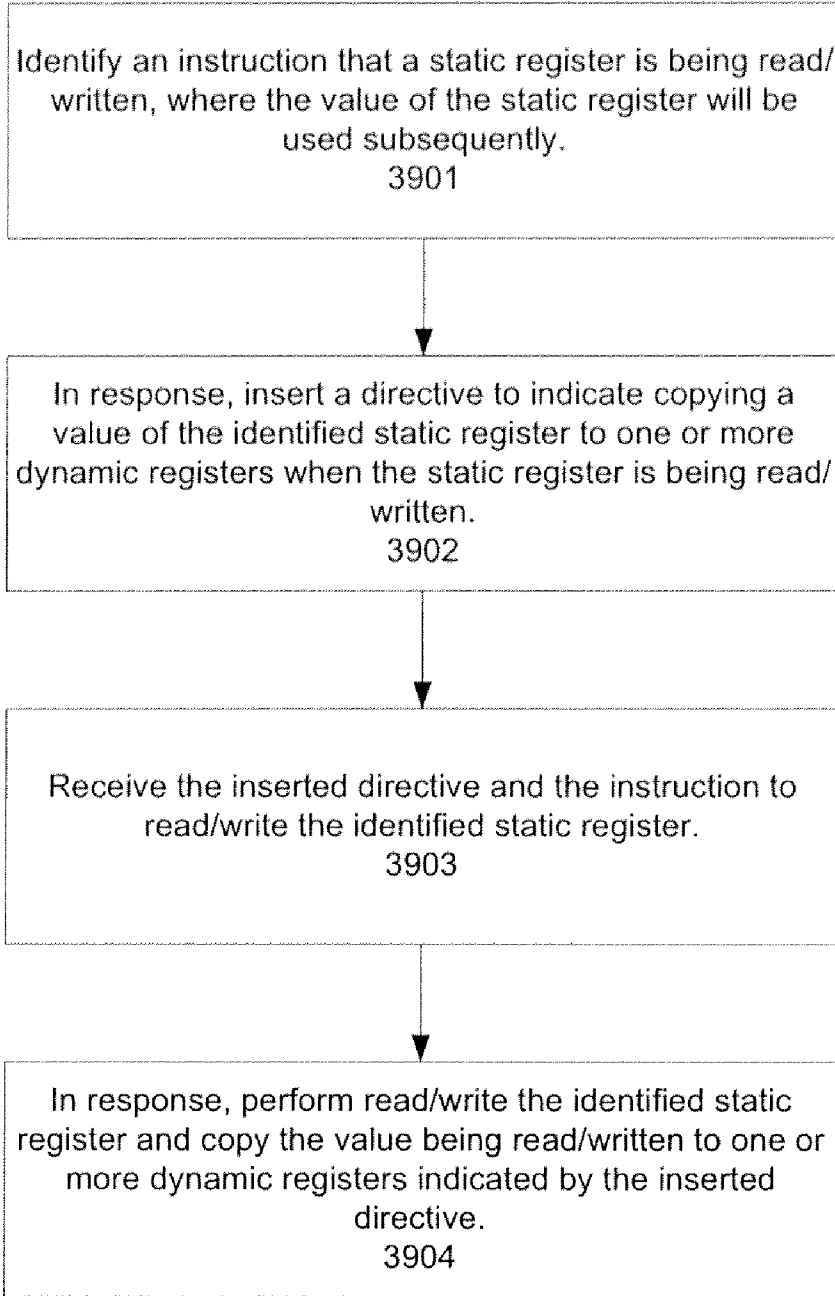 Identify an instruction that a static register is being read/
written, where the value of the static register will be
used subsequently.
3901
In response, insert a directive to indicate copying a
value of the identified static register to one or more
dynamic registers when the static register is being read/
written.
3902
Receive the inserted directive and the instruction to
read/write the identified static register.
3903
In response, perform read/write the identified static
register and copy the value being read/written to one or
more dynamic registers indicated by the inserted
directive.
3904